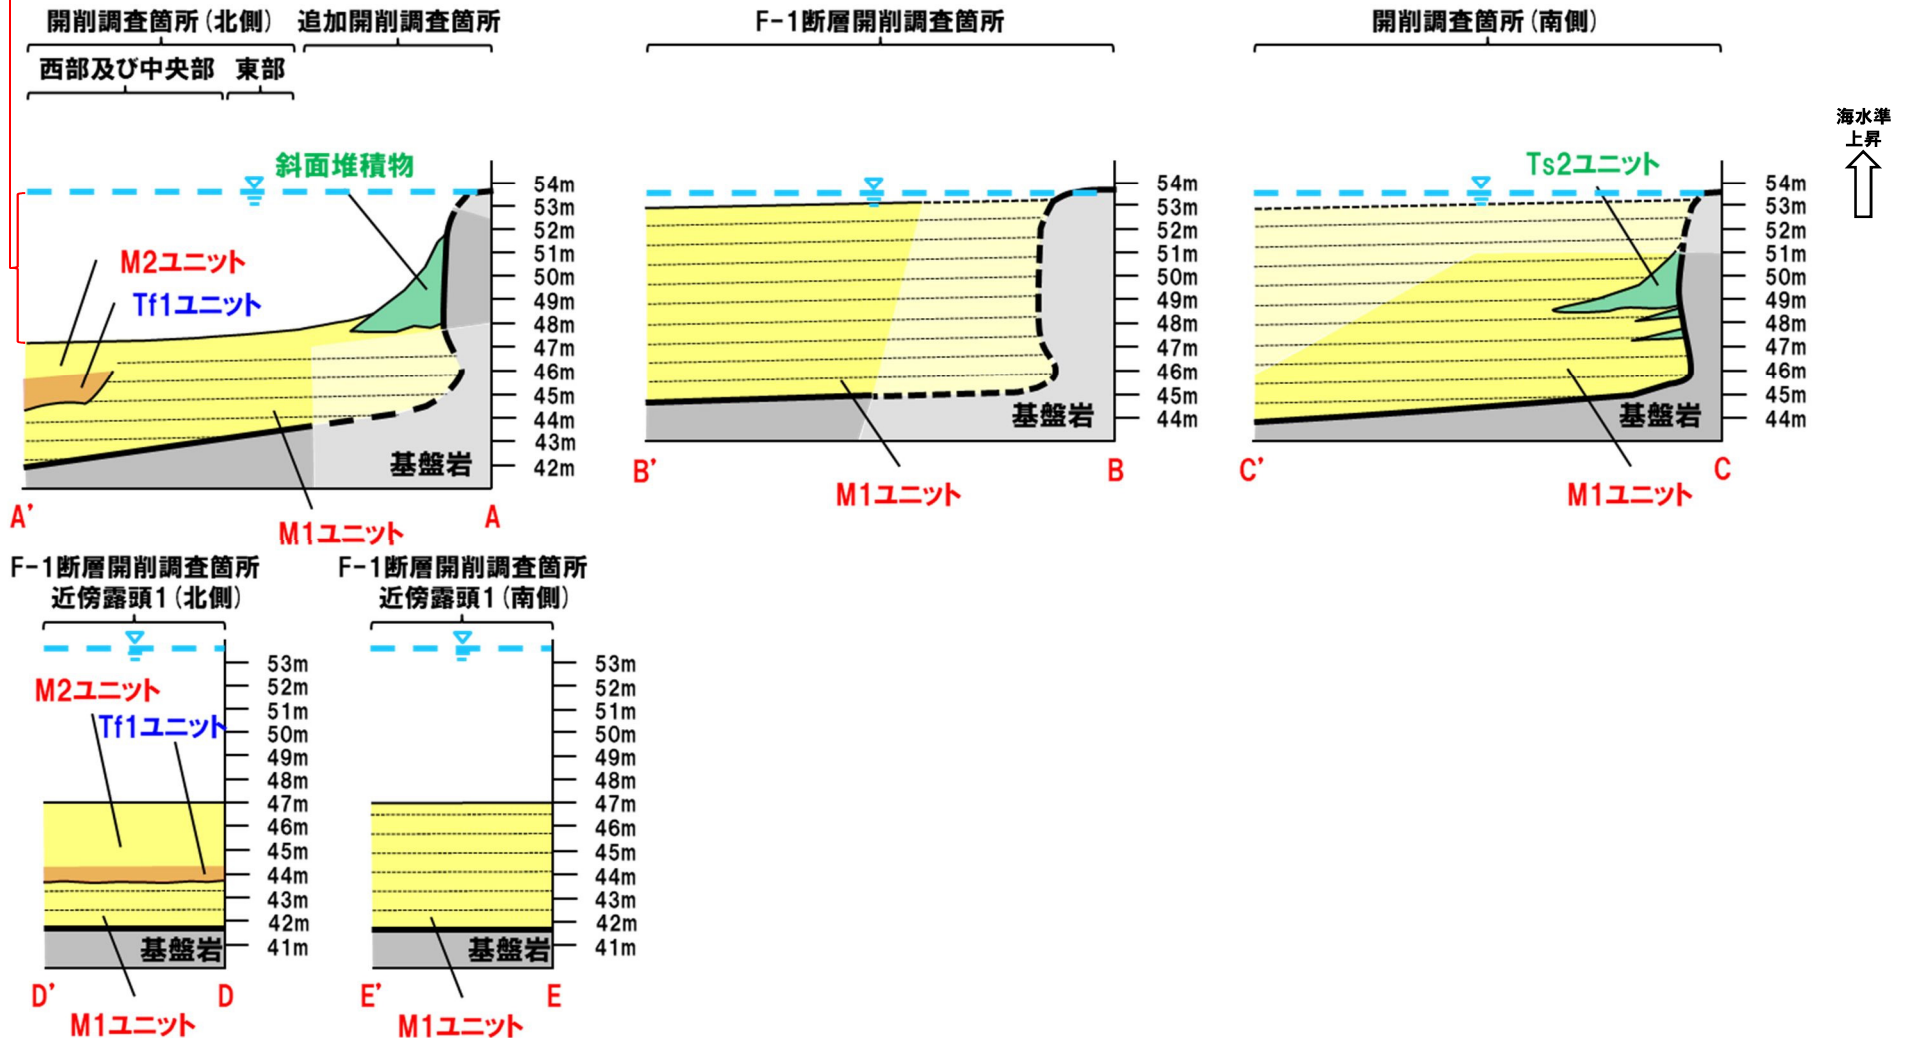 開削調査箇所(北側)
追加開削調査箇所
西部及び中央部
東部
斜面堆積物
M2ユニット
Tf1ユニット
54m
53m
52m
51m
50m
49m
48m
47m
46m
45m
44m
43m
42m
基盤岩
A'
A
M1ユニット
F-1断層開削調査箇所
54m
53m
52m
51m
50m
49m
48m
47m
46m
45m
44m
基盤岩
B'
B
M1ユニット
開削調査箇所(南側)
Ts2ユニット
54m
53m
52m
51m
50m
49m
48m
47m
46m
45m
44m
基盤岩
C'
C
M1ユニット
海水準
上昇
F-1断層開削調査箇所
近傍露頭1(北側)
M2ユニット
Tf1ユニット
53m
52m
51m
50m
49m
48m
47m
46m
45m
44m
43m
42m
41m
基盤岩
D'
D
M1ユニット
F-1断層開削調査箇所
近傍露頭1(南側)
53m
52m
51m
50m
49m
48m
47m
46m
45m
44m
43m
42m
41m
基盤岩
E'
E
M1ユニット